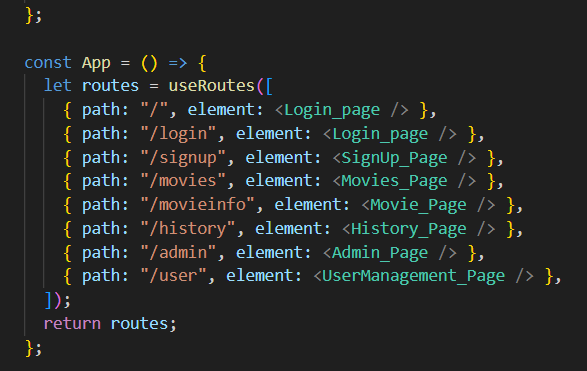 };
const App = () => {
  let routes = useRoutes([
    { path: "/", element: <Login_page /> },
    { path: "/login", element: <Login_page /> },
    { path: "/signup", element: <SignUp_Page /> },
    { path: "/movies", element: <Movies_Page /> },
    { path: "/movieinfo", element: <Movie_Page /> },
    { path: "/history", element: <History_Page /> },
    { path: "/admin", element: <Admin_Page /> },
    { path: "/user", element: <UserManagement_Page /> },
  ]);
  return routes;
};